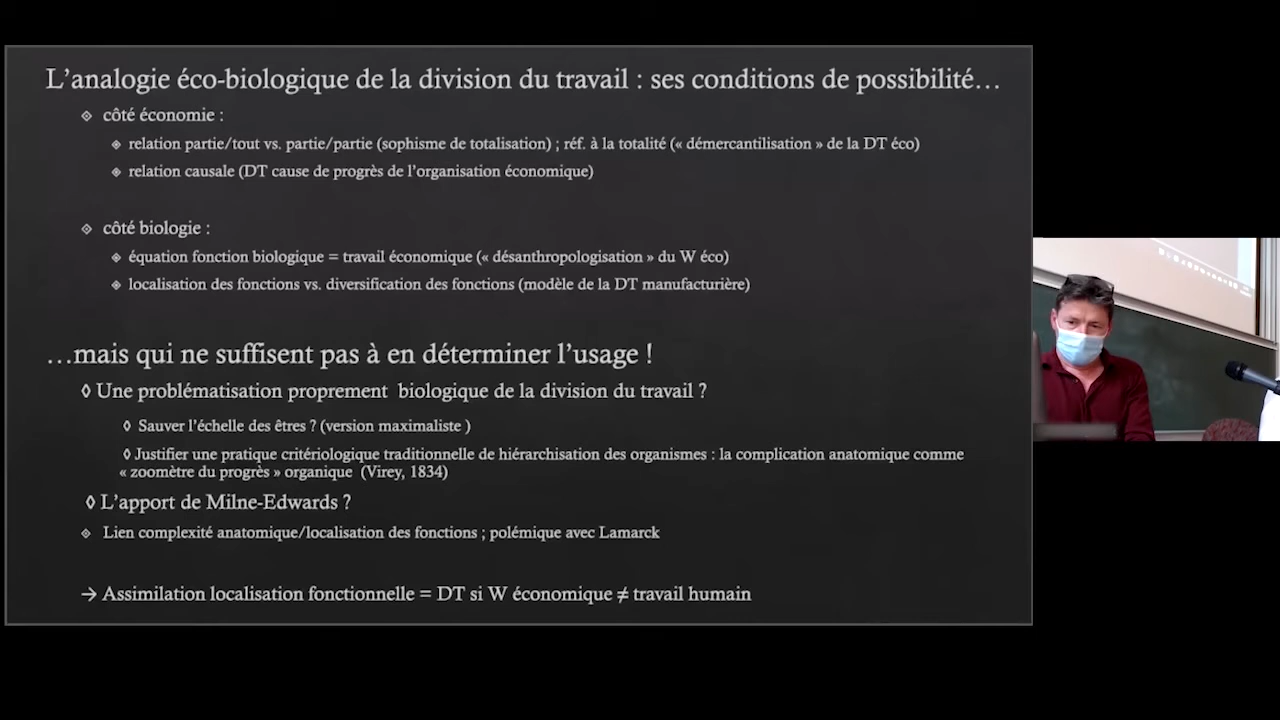 L'analogie éco-biologique de la division du travail : ses conditions de possibilité…
côté économie :
relation partie/tout vs. partie/partie (sophisme de totalisation) ; réf. à la totalité (« démercantilisation » de la DT éco)
relation causale (DT cause de progrès de l'organisation économique)
côté biologie :
équation fonction biologique = travail économique (« désanthropologisation » du W éco)
localisation des fonctions vs. diversification des fonctions (modèle de la DT manufacturière)
…mais qui ne suffisent pas à en déterminer l'usage !
◊ Une problématisation proprement biologique de la division du travail ?
◊ Sauver l'échelle des êtres ? (version maximaliste )
◊ Justifier une pratique critériologique traditionnelle de hiérarchisation des organismes : la complication anatomique comme
« zoomètre du progrès » organique (Virey, 1834)
◊ L'apport de Milne-Edwards ?
Lien complexité anatomique/localisation des fonctions ; polémique avec Lamarck
→ Assimilation localisation fonctionnelle = DT si W économique ≠ travail humain